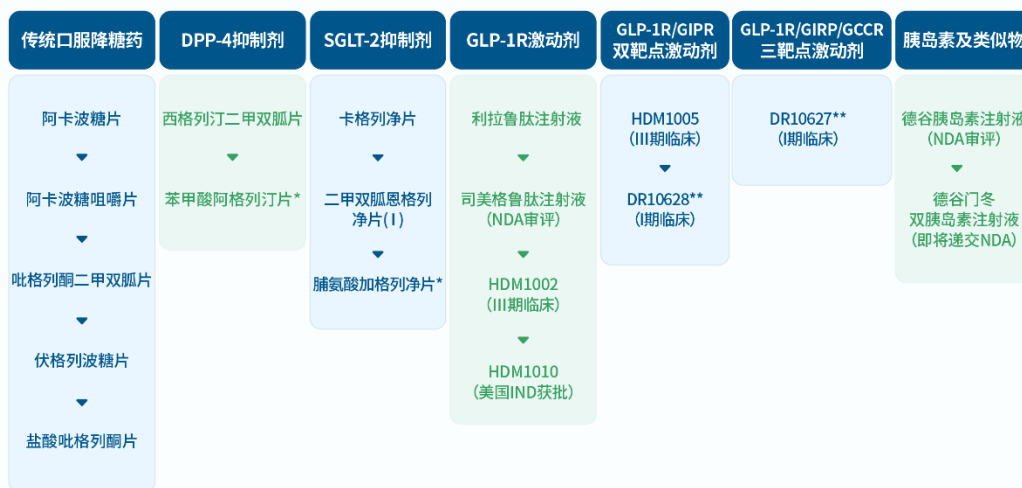 传统口服降糖药
阿卡波糖片
阿卡波糖咀嚼片
吡格列酮二甲双胍片
伏格列波糖片
盐酸吡格列酮片
DPP-4抑制剂
西格列汀二甲双胍片
苯甲酸阿格列汀片*
SGLT-2抑制剂
卡格列净片
二甲双胍恩格列
净片(Ⅰ)
脯氨酸加格列净片*
GLP-1R激动剂
利拉鲁肽注射液
司美格鲁肽注射液
（NDA审评）
HDM1002
（III期临床）
HDM1010
（美国IND获批）
GLP-1R/GIPR
双靶点激动剂
HDM1005
（III期临床）
DR10628**
（I期临床）
GLP-1R/GIRP/GCCR
三靶点激动剂
DR10627**
（I期临床）
胰岛素及类似物
德谷胰岛素注射液
（NDA审评）
德谷门冬
双胰岛素注射液
（即将递交NDA）